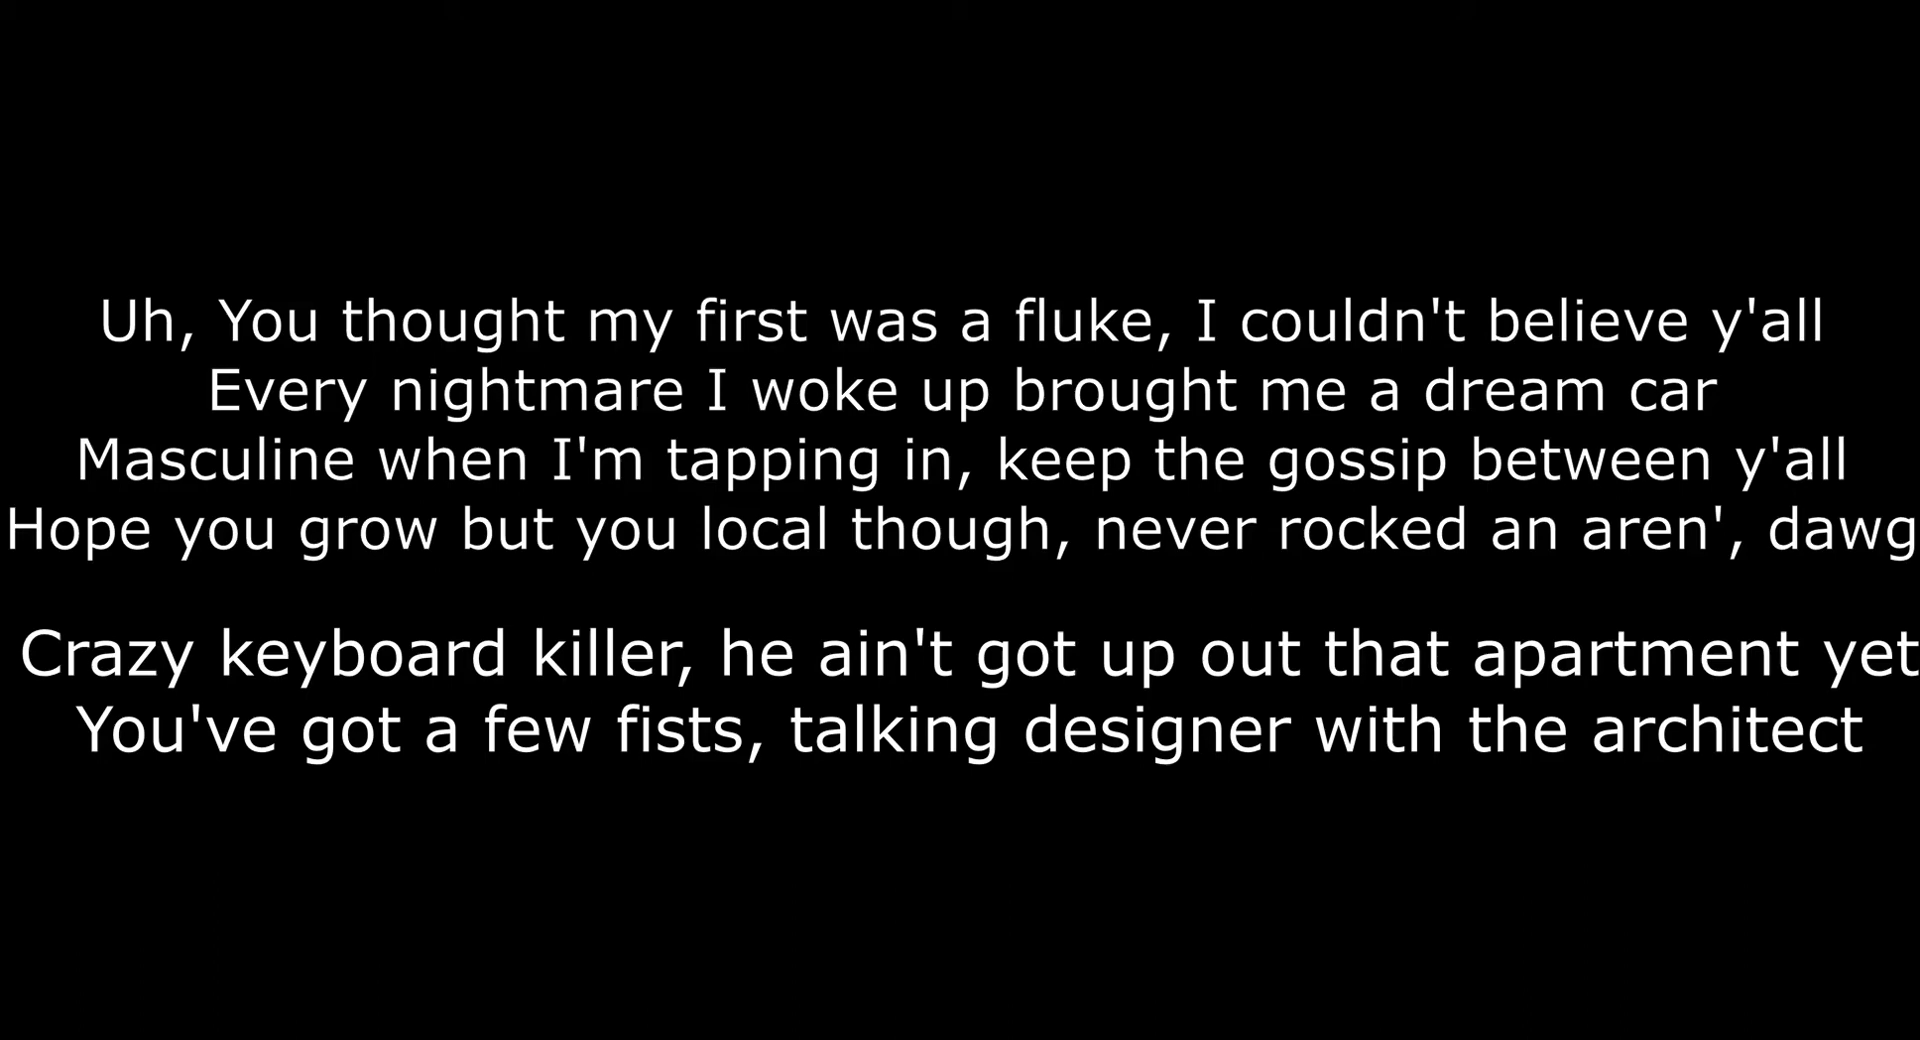 Uh, You thought my first was a fluke, I couldn't believe y'all
Every nightmare I woke up brought me a dream car
Masculine when I'm tapping in, keep the gossip between y'all
Hope you grow but you local though, never rocked an aren', dawg
Crazy keyboard killer, he ain't got up out that apartment yet
You've got a few fists, talking designer with the architect